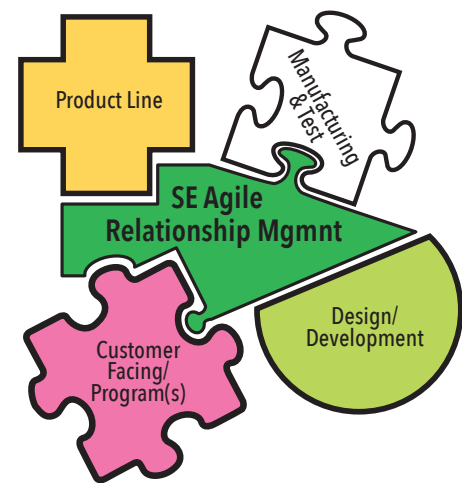 Product Line
Manufacturing
& Test
SE Agile
Relationship Mgmnt
Design/
Development
Customer
Facing/
Program(s)